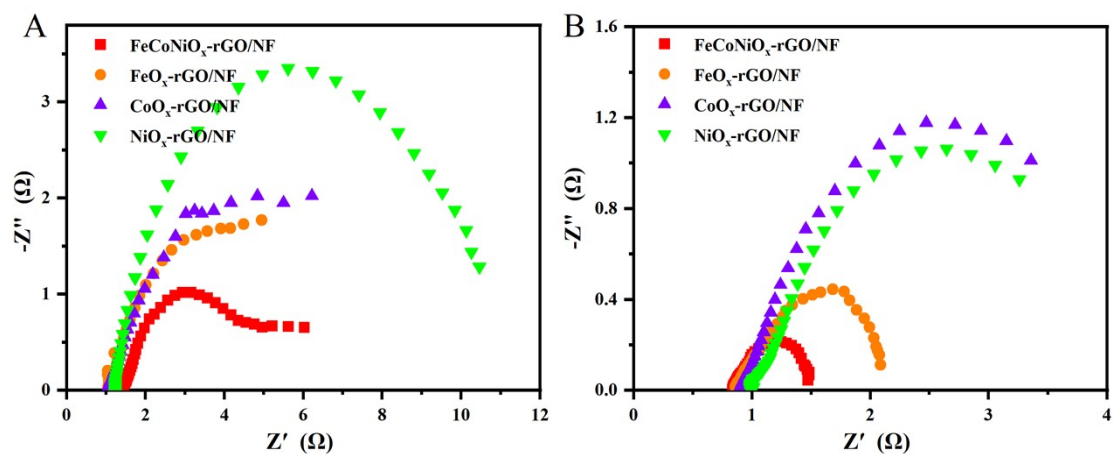 A
FeCoNiOₓ-rGO/NF
FeOₓ-rGO/NF
CoOₓ-rGO/NF
NiOₓ-rGO/NF
3
2
1
0
0 2 4 6 8 10 12
-Z'' (Ω)
Z' (Ω)
B
FeCoNiOₓ-rGO/NF
FeOₓ-rGO/NF
CoOₓ-rGO/NF
NiOₓ-rGO/NF
1.6
1.2
0.8
0.4
0.0
0 1 2 3 4
-Z'' (Ω)
Z' (Ω)